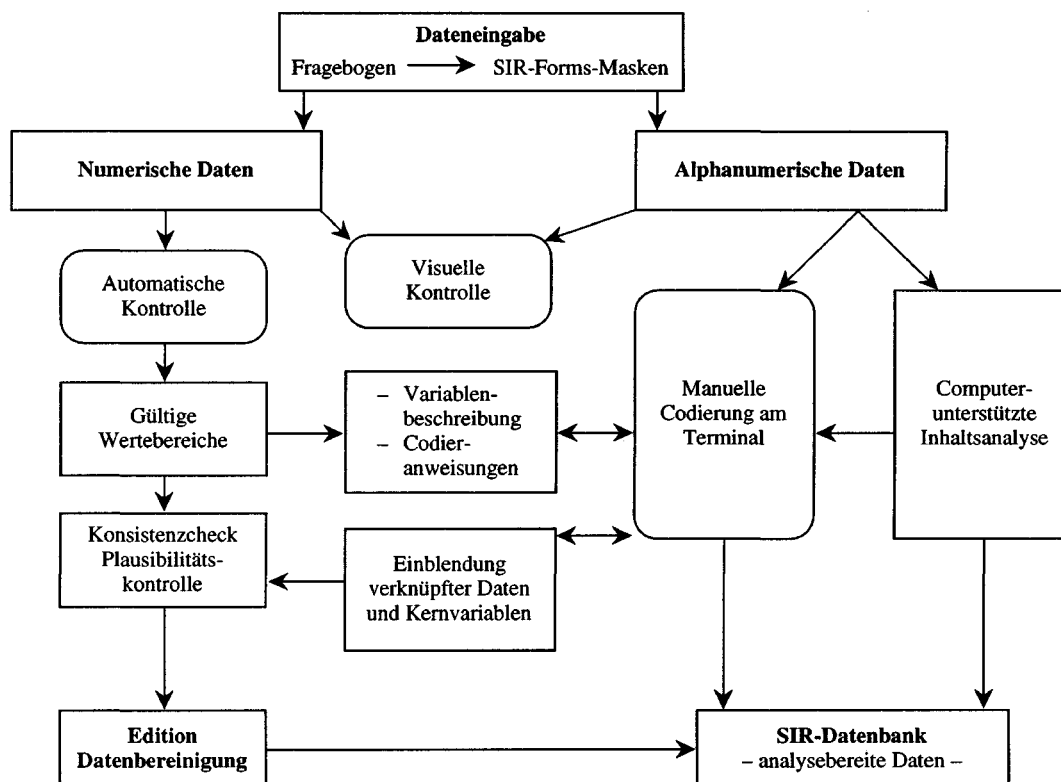 Dateneingabe
Fragebogen SIR-Forms-Masken
Numerische Daten
Alphanumerische Daten
Automatische
Kontrolle
Visuelle
Kontrolle
Gültige
Wertebereiche
– Variablen-
beschreibung
– Codier-
anweisungen
Manuelle
Codierung am
Terminal
Computer-
unterstützte
Inhaltsanalyse
Konsistenzcheck
Plausibilitäts-
kontrolle
Einblendung
verknüpfter Daten
und Kernvariablen
Edition
Datenbereinigung
SIR-Datenbank
– analysebereite Daten –